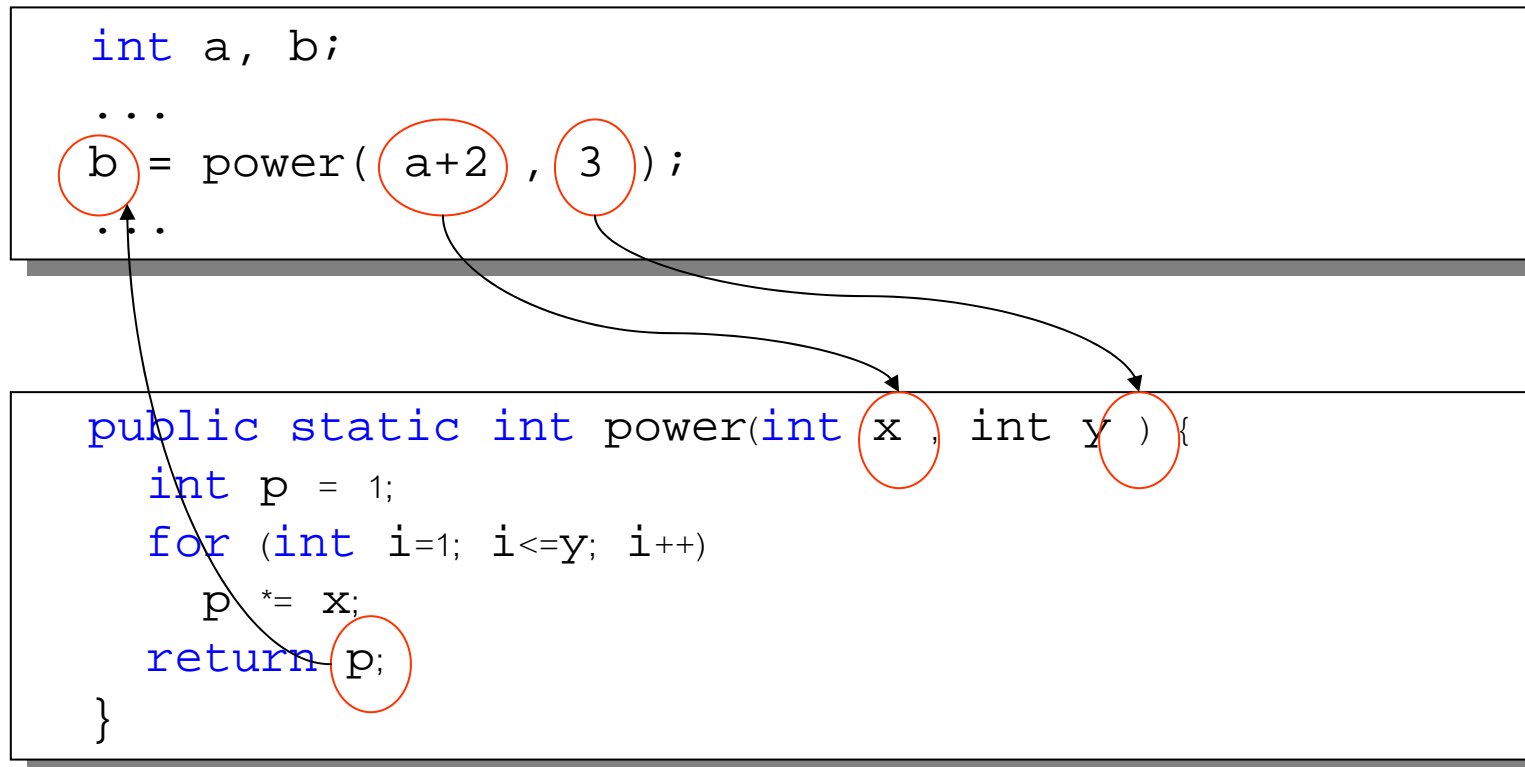 int a, b;
...
b = power( a+2 , 3 );
...
public static int power(int x , int y ) {
int p = 1;
for (int i=1; i<=y; i++)
p *= x;
return p;
}